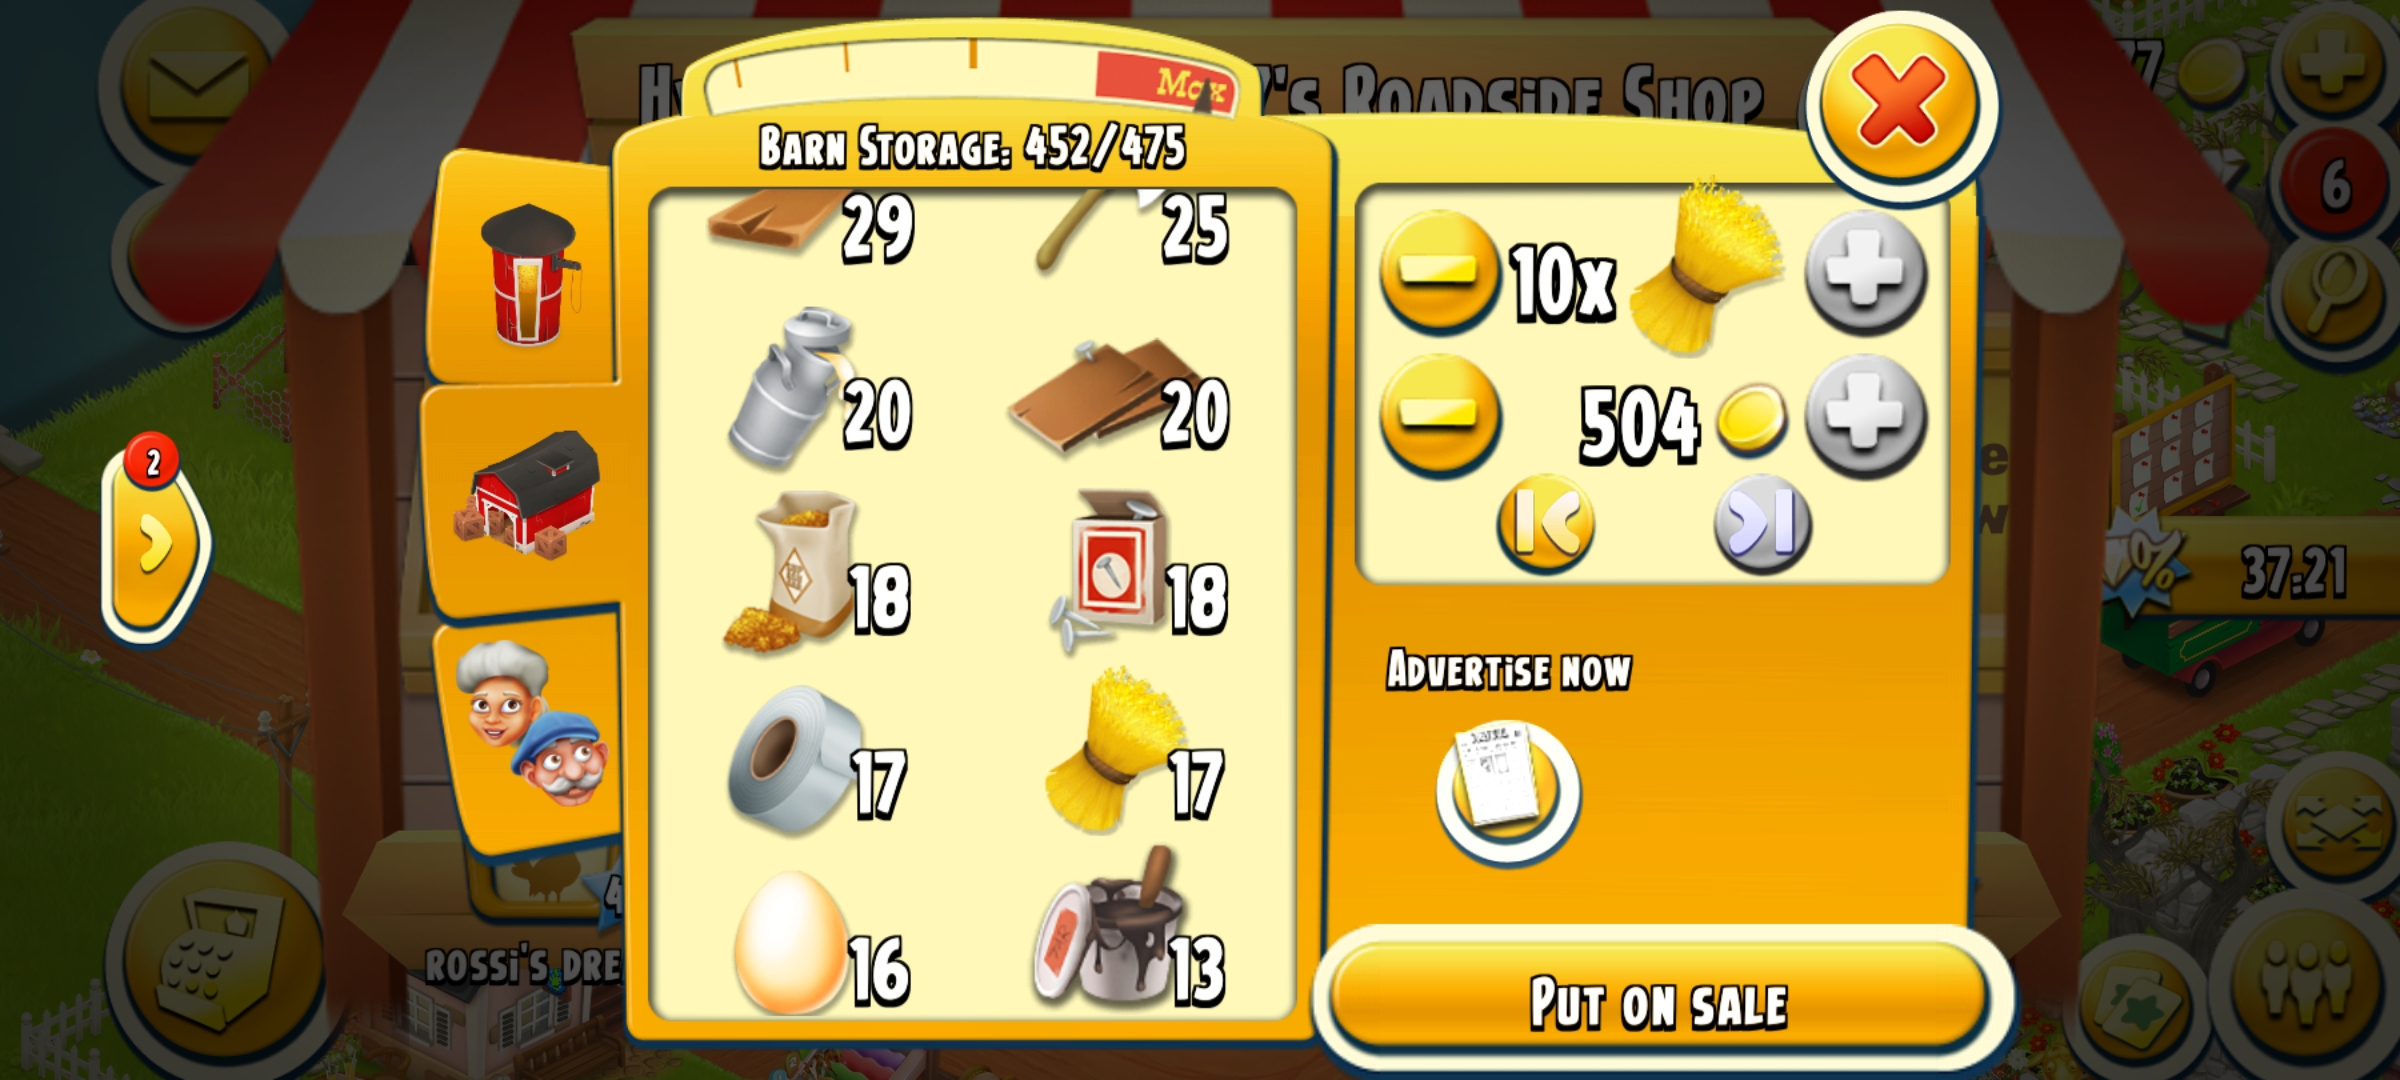 's Roadside Shop
Max
Barn Storage: 452/475
29
25
20
20
18
18
17
17
16
13
10x
504
Advertise now
Put on sale
2
6
37:21
Rossi's Dre